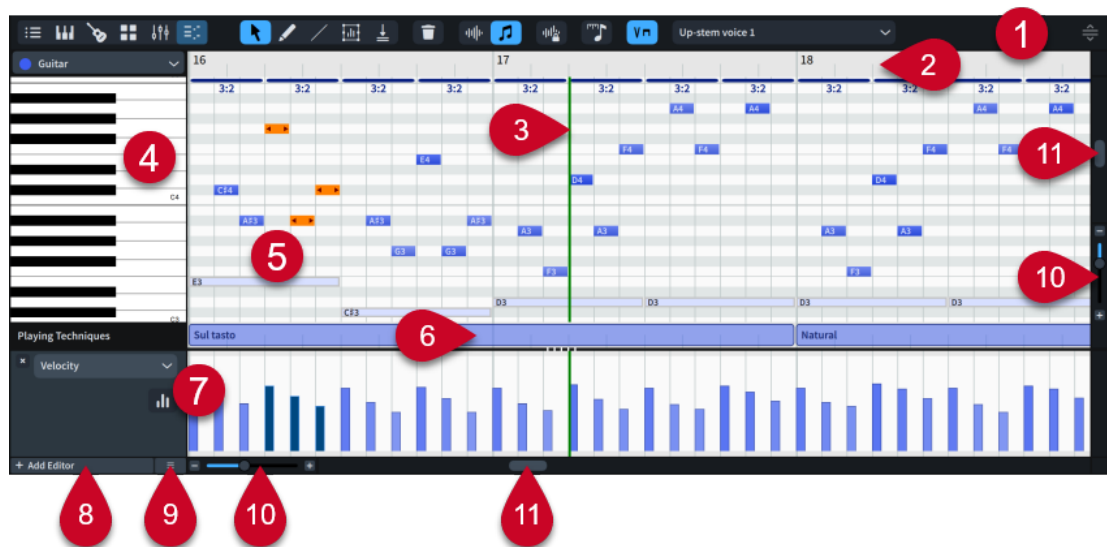 Up-stem voice 1
1
Guitar
16 17 18
2
3:2 3:2 3:2 3:2 3:2 3:2 3:2 3:2 3:2 3:2 3:2 3:2
A4 A4 A4 A4
3
F4 F4 F4 F4
11
4
E4
D4 D4
C♯4
C4
A♯3 A♯3 A♯3
A3 A3 A3 A3
5
G3 G3
F3 F3
10
E3
D3 D3 D3 D3
C♯3
C3
Playing Techniques
Sul tasto
6
Natural
Velocity
7
+ Add Editor
8 9 10 11